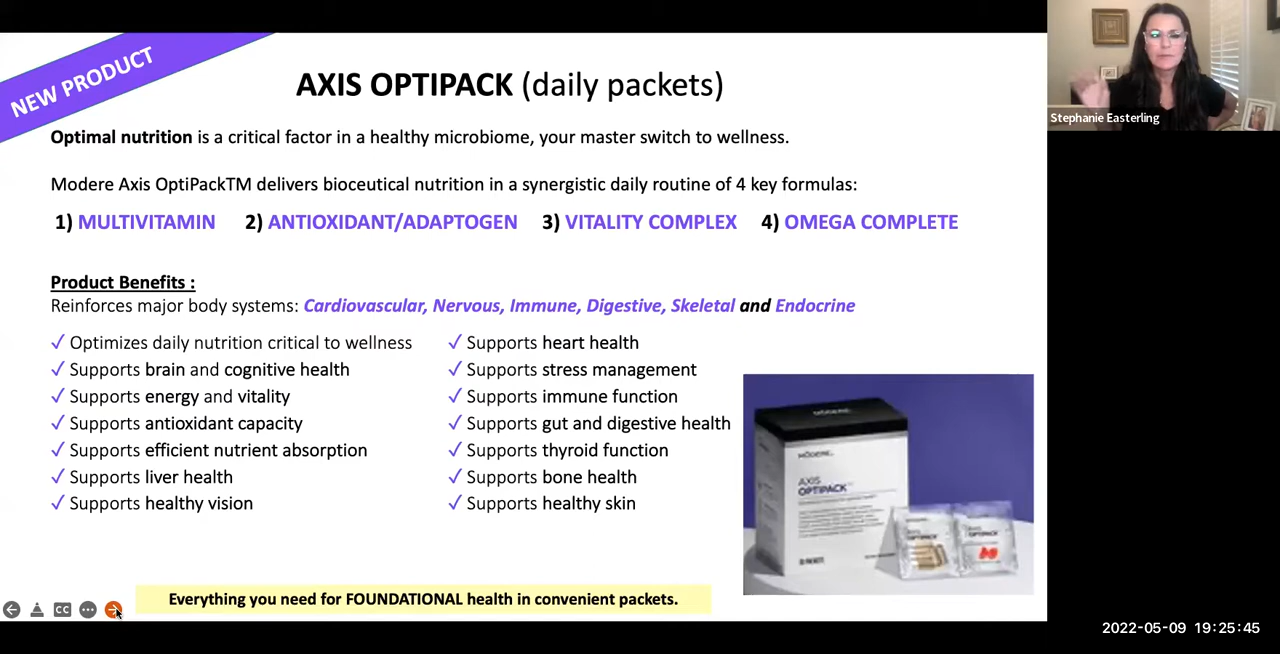 NEW PRODUCT
AXIS OPTIPACK (daily packets)
Stephanie Easterling
Optimal nutrition is a critical factor in a healthy microbiome, your master switch to wellness.
Modere Axis OptiPackTM delivers bioceutical nutrition in a synergistic daily routine of 4 key formulas:
1) MULTIVITAMIN 2) ANTIOXIDANT/ADAPTOGEN 3) VITALITY COMPLEX 4) OMEGA COMPLETE
Product Benefits :
Reinforces major body systems: Cardiovascular, Nervous, Immune, Digestive, Skeletal and Endocrine
✓ Optimizes daily nutrition critical to wellness
✓ Supports brain and cognitive health
✓ Supports energy and vitality
✓ Supports antioxidant capacity
✓ Supports efficient nutrient absorption
✓ Supports liver health
✓ Supports healthy vision
✓ Supports heart health
✓ Supports stress management
✓ Supports immune function
✓ Supports gut and digestive health
✓ Supports thyroid function
✓ Supports bone health
✓ Supports healthy skin
MODERE
MODERE
AXIS
OPTIPACK
AXIS
OPTIPACK
AXIS
OPTIPACK
Everything you need for FOUNDATIONAL health in convenient packets.
CC
2022-05-09 19:25:45